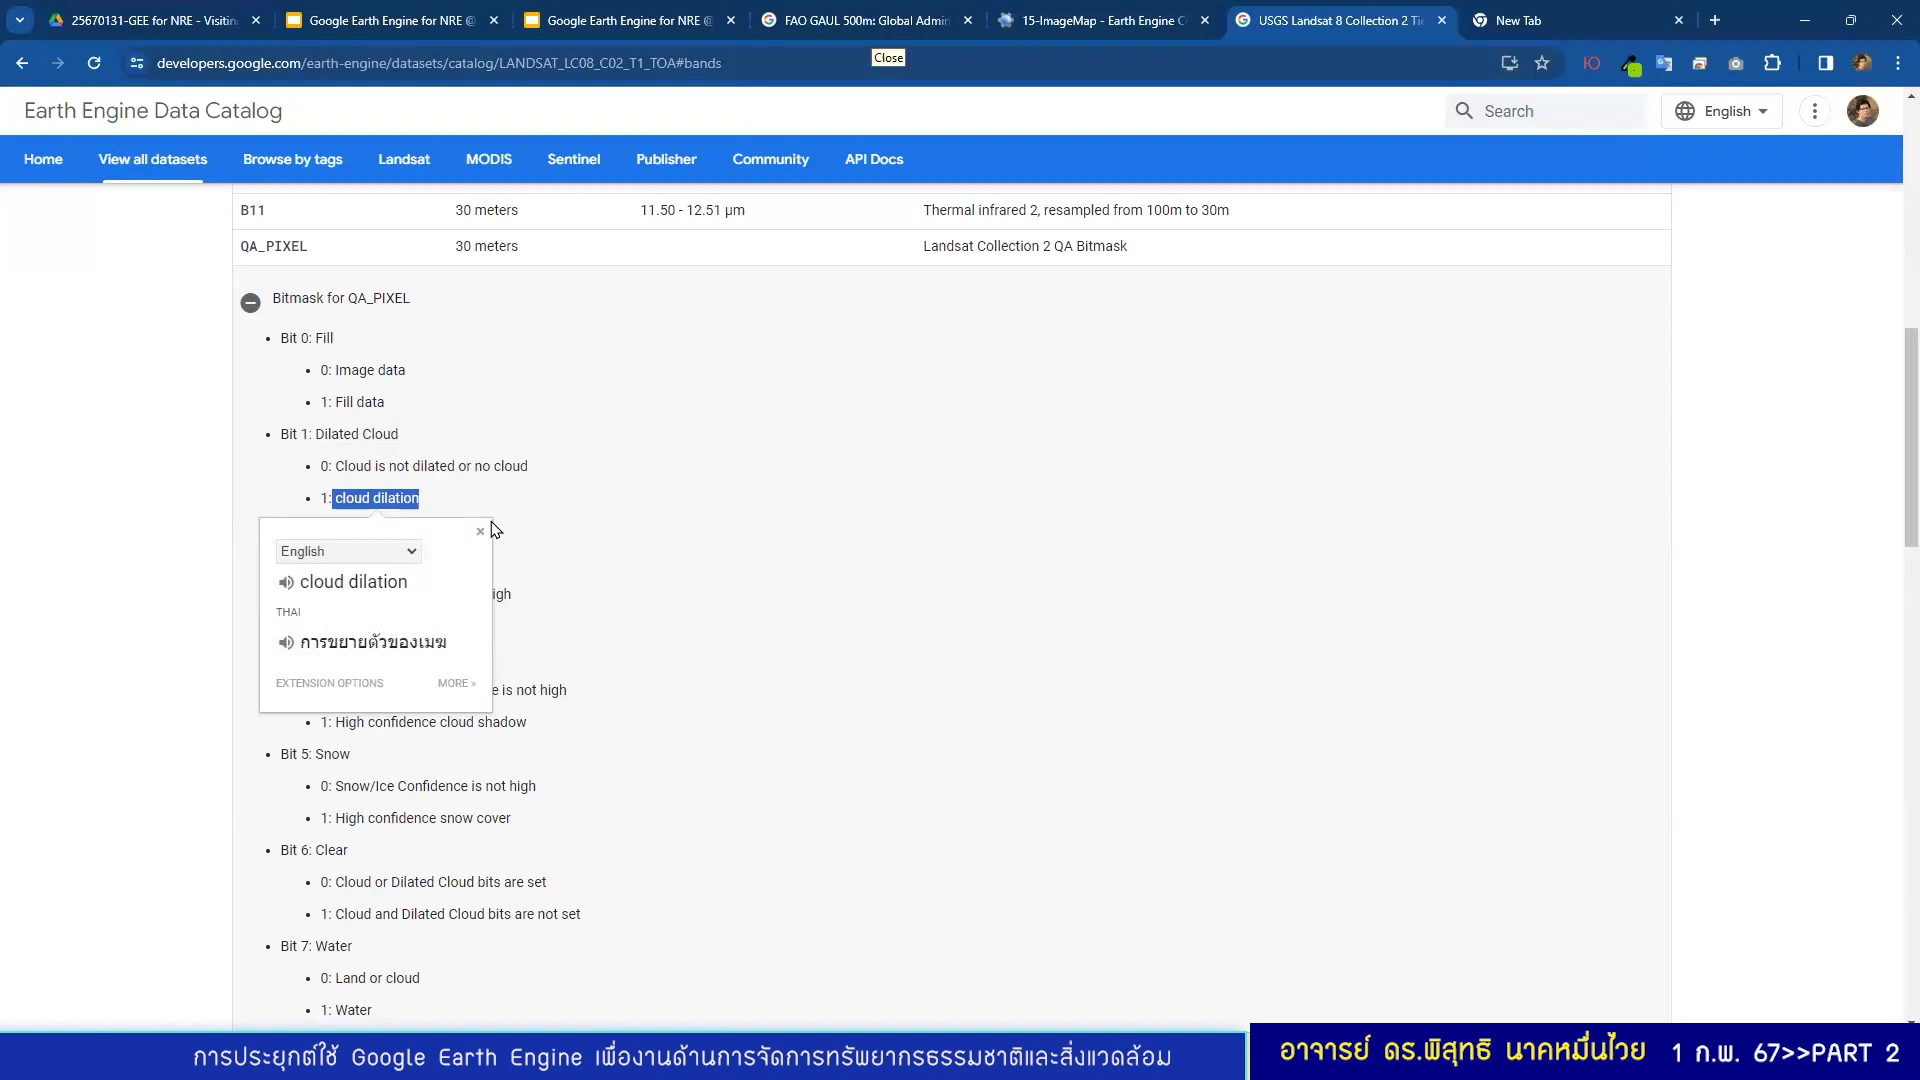 25670131-GEE for NRE - Visitin
Google Earth Engine for NRE @
Google Earth Engine for NRE @
FAO GAUL 500m: Global Admin
15-ImageMap - Earth Engine C
USGS Landsat 8 Collection 2 Tie
New Tab
developers.google.com/earth-engine/datasets/catalog/LANDSAT_LC08_C02_T1_TOA#bands
Close
Earth Engine Data Catalog
Search
English
Home
View all datasets
Browse by tags
Landsat
MODIS
Sentinel
Publisher
Community
API Docs
B11 30 meters 11.50 - 12.51 μm Thermal infrared 2, resampled from 100m to 30m
QA_PIXEL 30 meters Landsat Collection 2 QA Bitmask
Bitmask for QA_PIXEL
Bit 0: Fill
0: Image data
1: Fill data
Bit 1: Dilated Cloud
0: Cloud is not dilated or no cloud
1: cloud dilation
English
cloud dilation
igh
THAI
การขยายตัวของเมฆ
EXTENSION OPTIONS MORE »
e is not high
1: High confidence cloud shadow
Bit 5: Snow
0: Snow/Ice Confidence is not high
1: High confidence snow cover
Bit 6: Clear
0: Cloud or Dilated Cloud bits are set
1: Cloud and Dilated Cloud bits are not set
Bit 7: Water
0: Land or cloud
1: Water
การประยุกต์ใช้ Google Earth Engine เพื่องานด้านการจัดการทรัพยากรธรรมชาติและสิ่งแวดล้อม
อาจารย์ ดร.พิสุทธิ นาคหมื่นไวย 1 ก.พ. 67>>PART 2